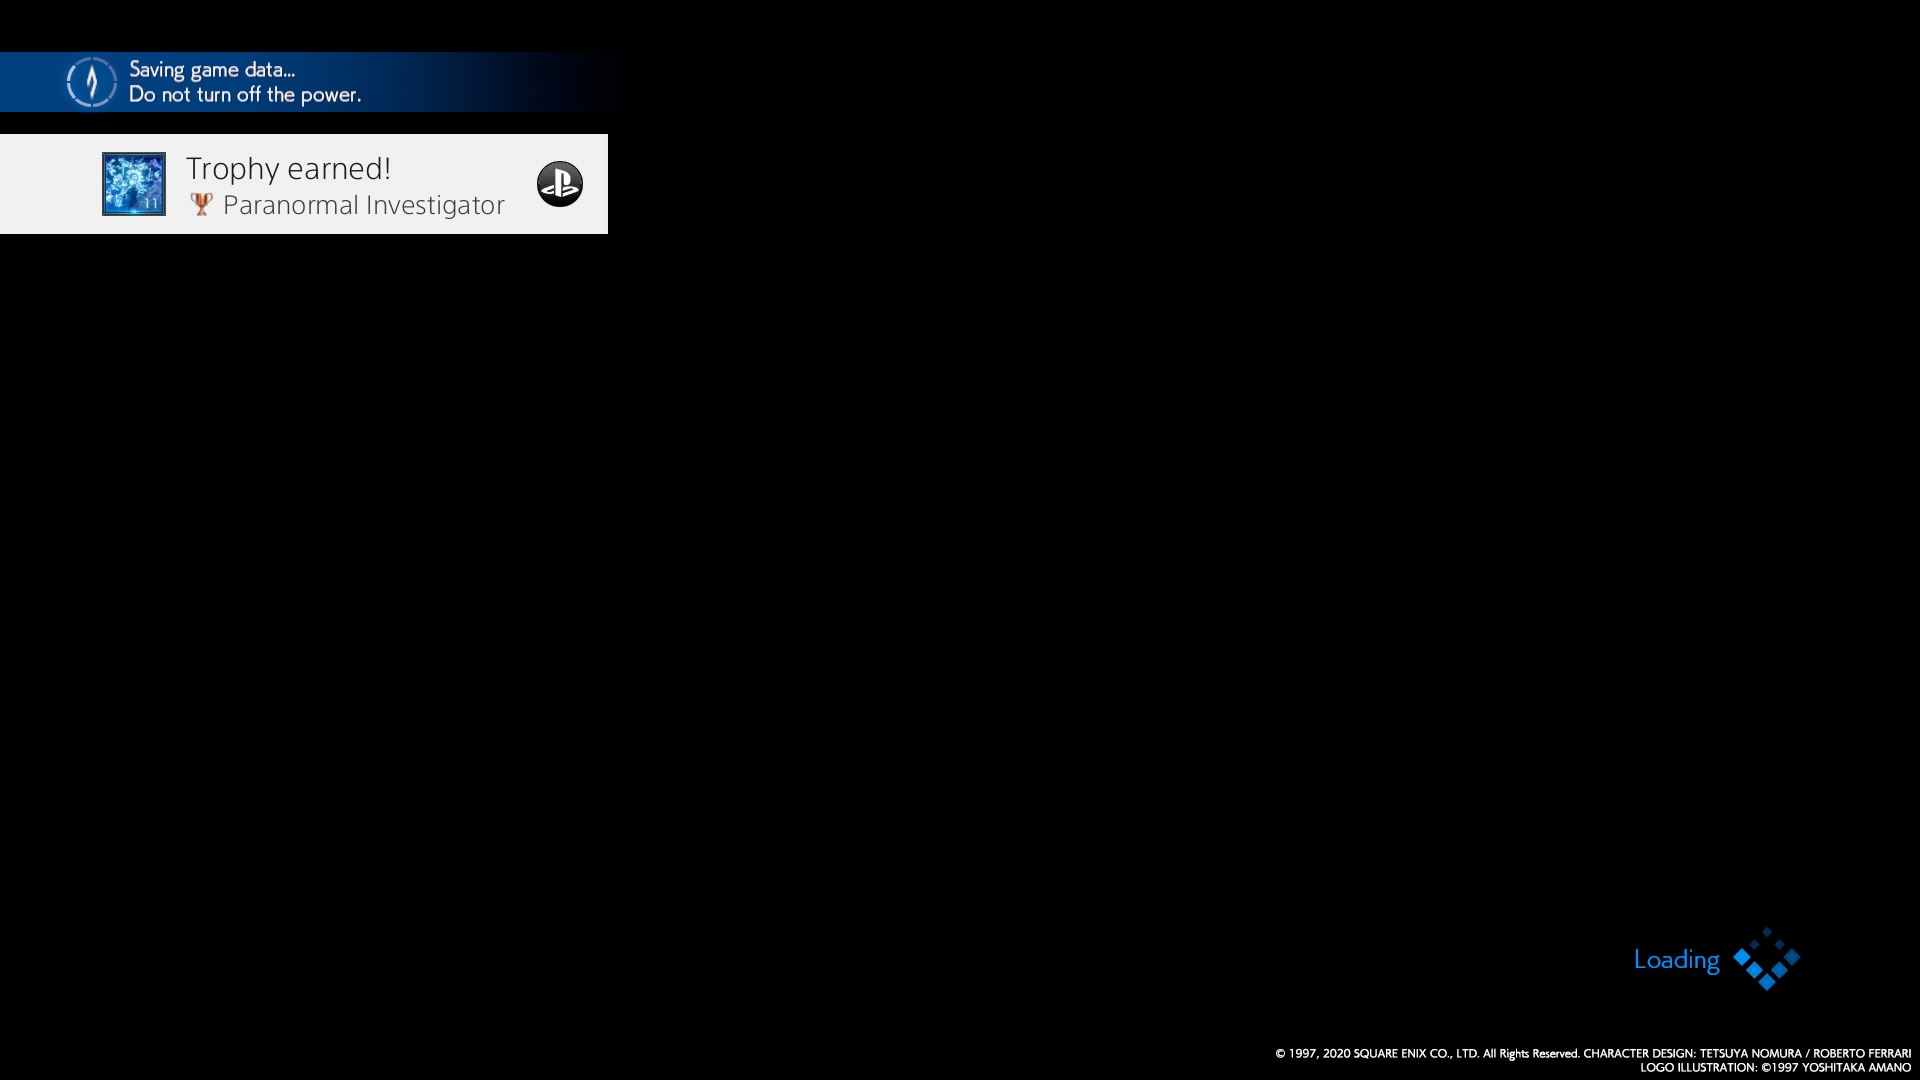 Saving game data...
Do not turn off the power.
Trophy earned!
11
Paranormal Investigator
Loading
© 1997, 2020 SQUARE ENIX CO., LTD. All Rights Reserved. CHARACTER DESIGN: TETSUYA NOMURA / ROBERTO FERRARI
LOGO ILLUSTRATION: ©1997 YOSHITAKA AMANO